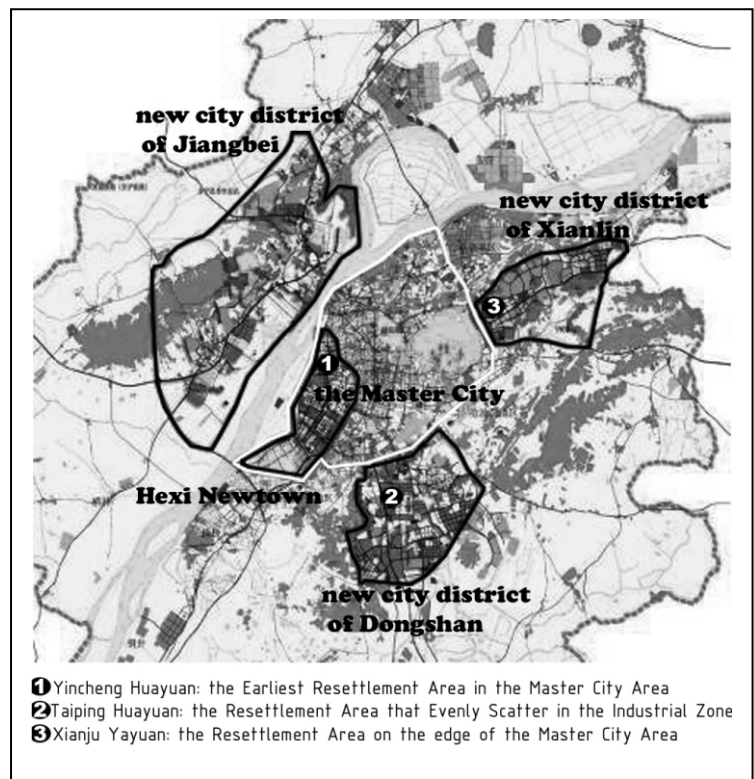 new city district
of Jiangbei
new city district
of Xianlin
3
1
the Master City
Hexi Newtown
2
new city district
of Dongshan
1 Yincheng Huayuan: the Earliest Resettlement Area in the Master City Area
2 Taiping Huayuan: the Resettlement Area that Evenly Scatter in the Industrial Zone
3 Xianju Yayuan: the Resettlement Area on the edge of the Master City Area